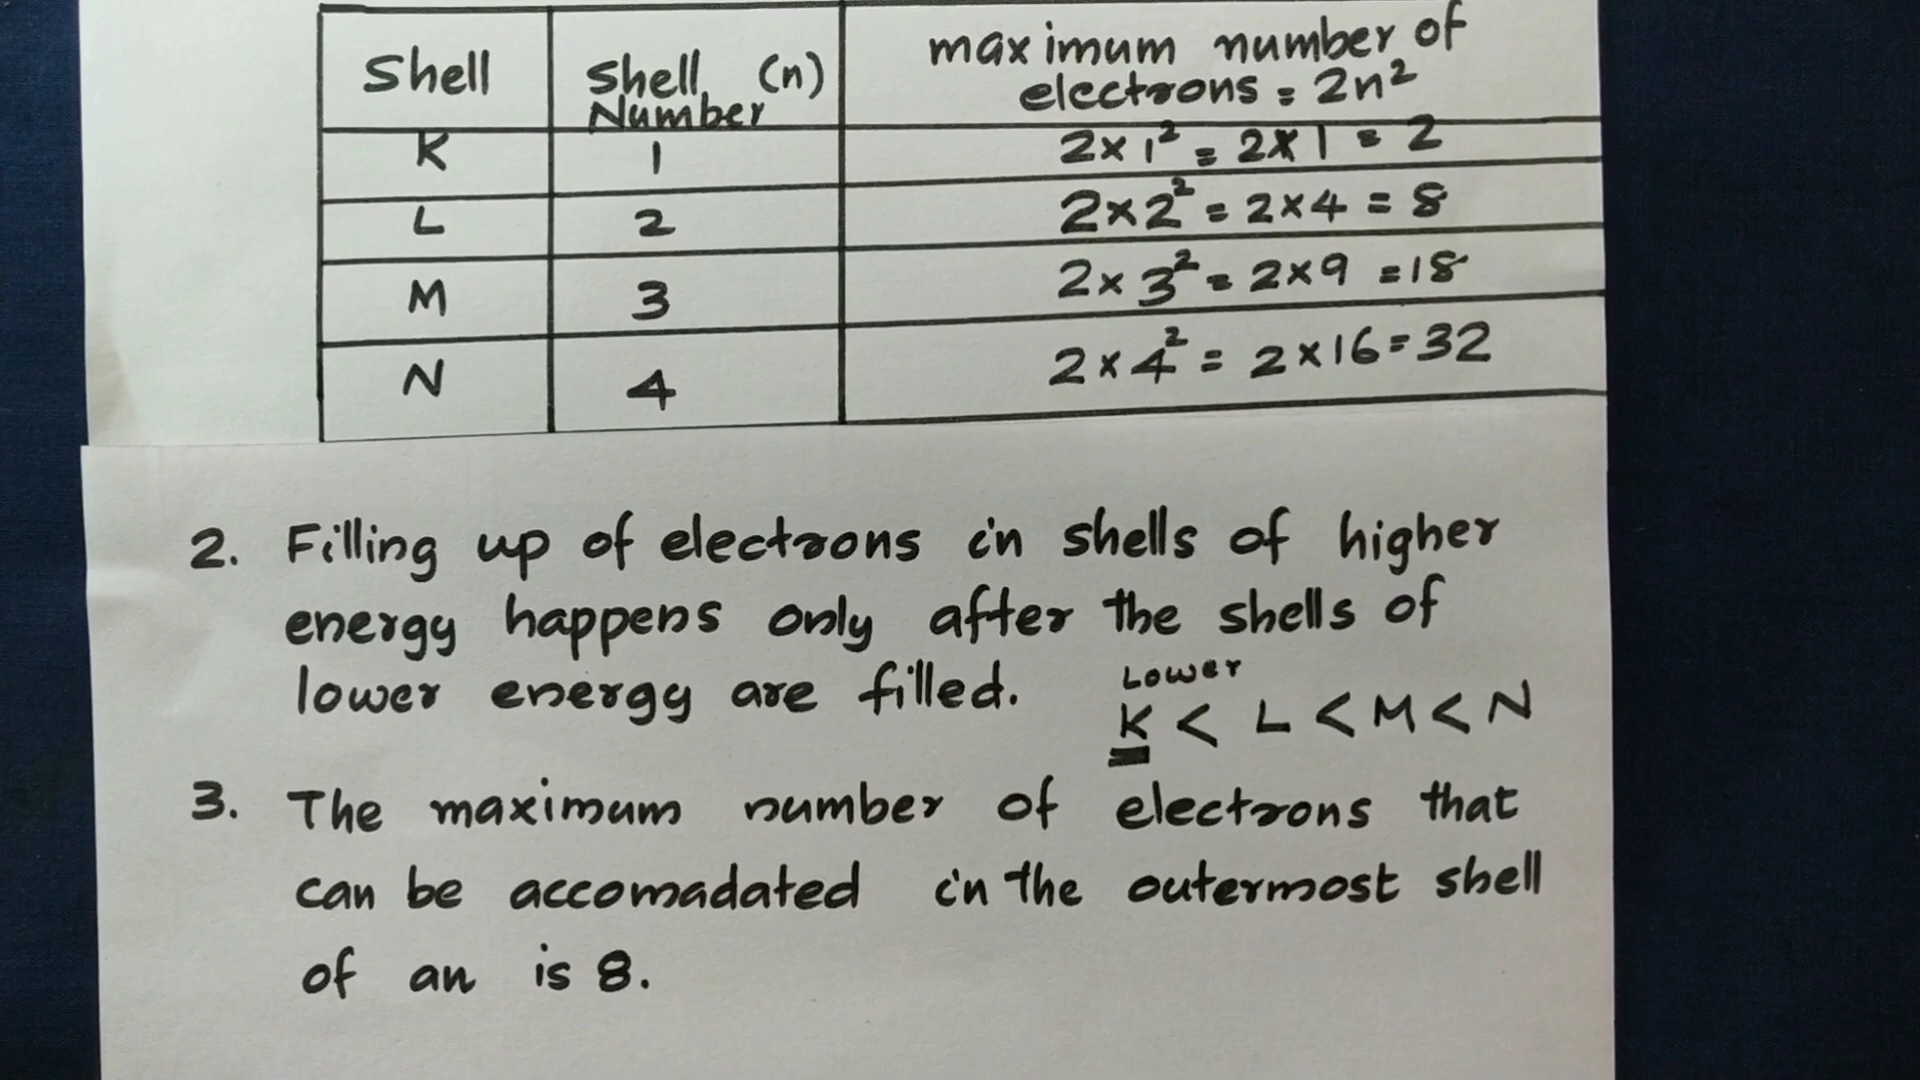 Shell
Shell (n)
Number
maximum number of
electrons = 2n²
K 1 2×1² = 2×1 = 2
L 2 2×2² = 2×4 = 8
M 3 2×3² = 2×9 = 18
N 4 2×4² = 2×16=32
2. Filling up of electrons in shells of higher
energy happens only after the shells of
lower energy are filled.
Lower
K < L < M < N
3. The maximum number of electrons that
can be accomadated in the outermost shell
of an is 8.